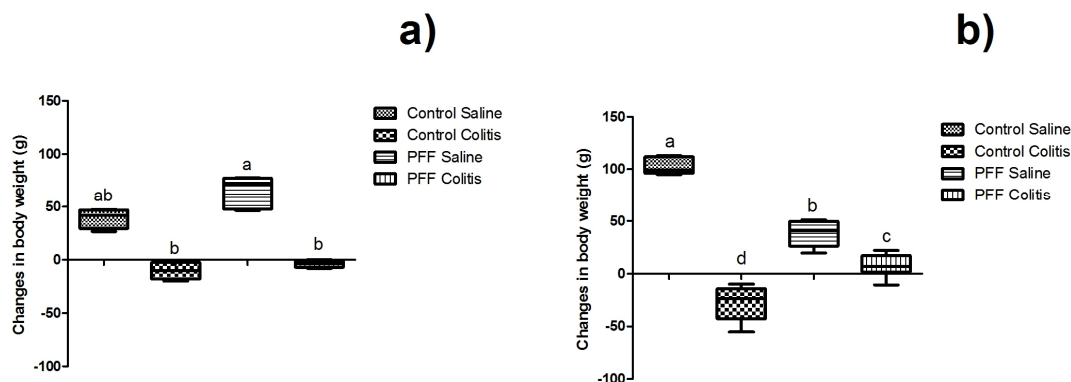 a)
150
100
50
0
-50
-100
Changes in body weight (g)
ab
b
a
b
Control Saline
Control Colitis
PFF Saline
PFF Colitis
b)
150
100
50
0
-50
-100
Changes in body weight (g)
a
d
b
c
Control Saline
Control Colitis
PFF Saline
PFF Colitis